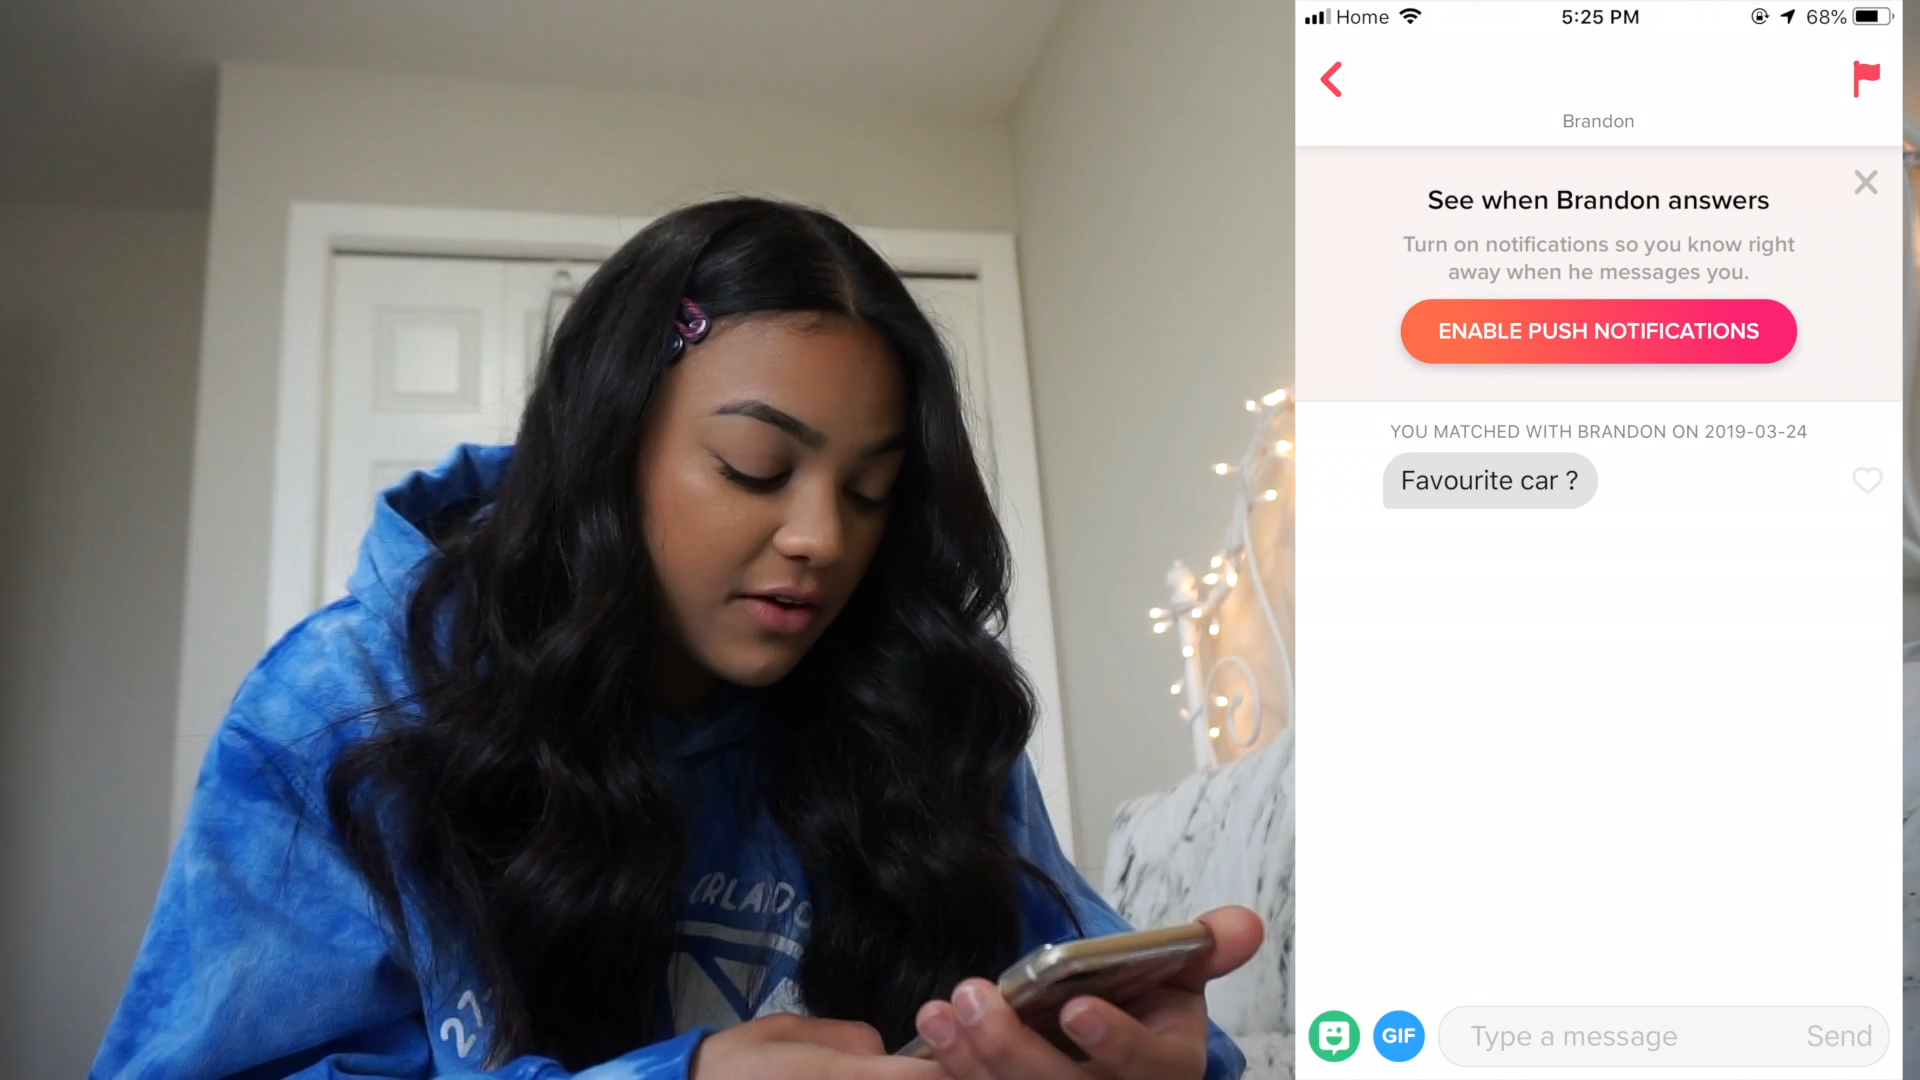 Home
5:25 PM
68%
Brandon
See when Brandon answers
Turn on notifications so you know right
away when he messages you.
ENABLE PUSH NOTIFICATIONS
YOU MATCHED WITH BRANDON ON 2019-03-24
Favourite car ?
GIF
Type a message
Send
ORLANDO
27